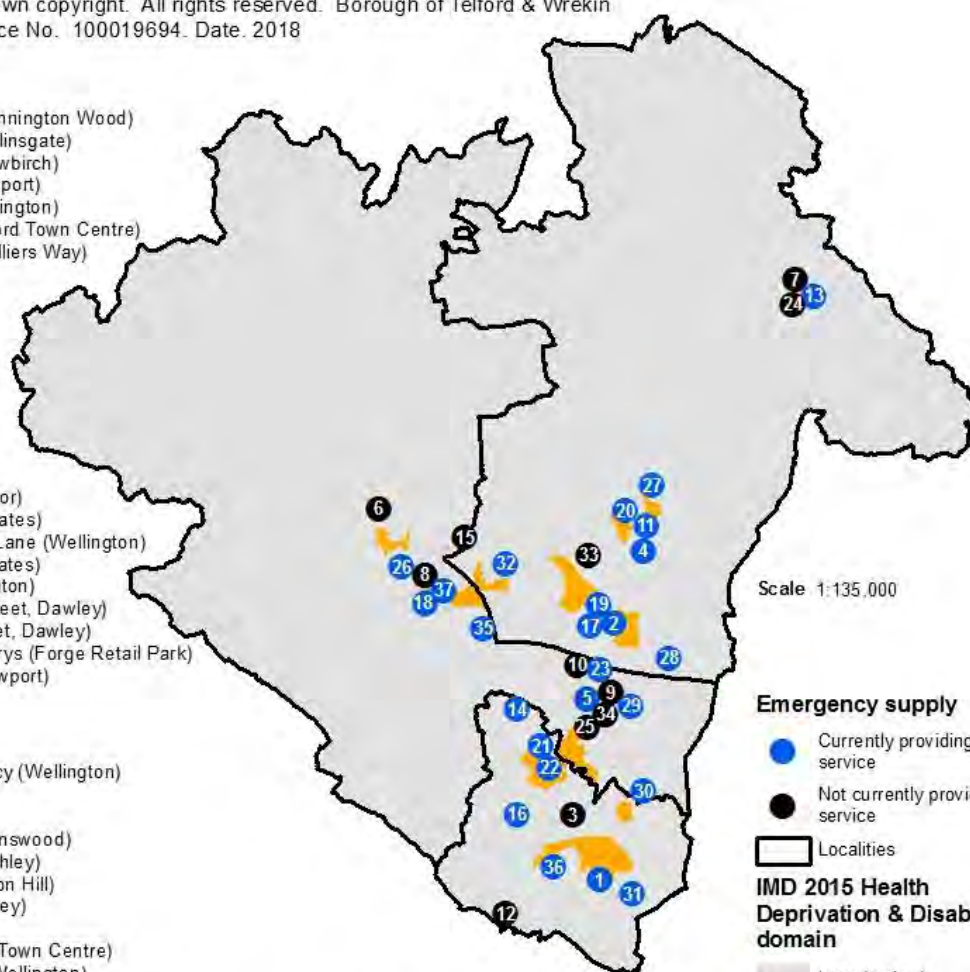 wn copyright. All rights reserved. Borough of Telford & Wrekin
ce No. 100019694. Date. 2018
nnington Wood)
linsgate)
wbirch)
port)
ington)
rd Town Centre)
lliers Way)
or)
ates)
Lane (Wellington)
ates)
ton)
eet, Dawley)
et, Dawley)
rys (Forge Retail Park)
wport)
cy (Wellington)
nswood)
hley)
on Hill)
ey)
Town Centre)
7
24
13
27
20
11
4
6
15
33
26
8
32
37
18
19
17
2
35
10
23
28
5
9
29
34
25
14
21
22
30
16
3
36
1
31
12
Scale 1:135,000
Emergency supply
Currently providing
service
Not currently provi
service
Localities
IMD 2015 Health
Deprivation & Disab
domain